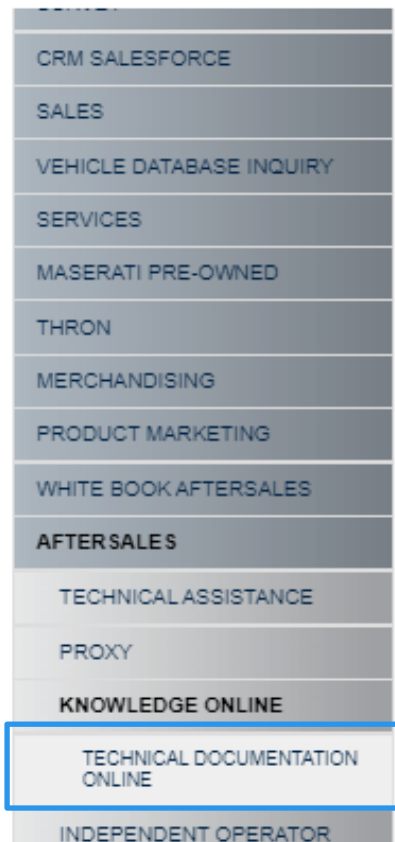 CRM SALESFORCE
SALES
VEHICLE DATABASE INQUIRY
SERVICES
MASERATI PRE-OWNED
THRON
MERCHANDISING
PRODUCT MARKETING
WHITE BOOK AFTERSALES
AFTERSALES
TECHNICAL ASSISTANCE
PROXY
KNOWLEDGE ONLINE
TECHNICAL DOCUMENTATION
ONLINE
INDEPENDENT OPERATOR